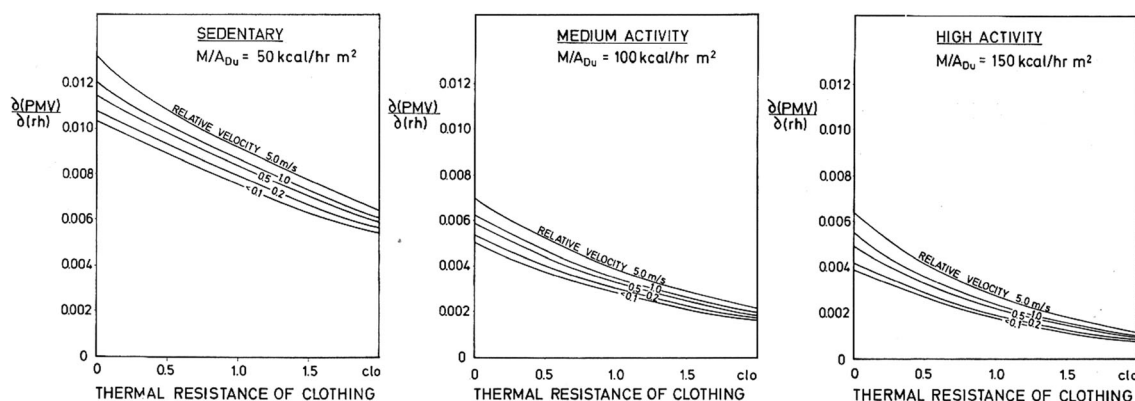 SEDENTARY
M/A_Du = 50 kcal/hr m²
0.012
∂(PMV)
∂(rh)
0.010
0.008
0.006
0.004
0.002
0
RELATIVE VELOCITY 5.0 m/s
1.0
0.5
0.2
<0.1
0 0.5 1.0 1.5 clo
THERMAL RESISTANCE OF CLOTHING
MEDIUM ACTIVITY
M/A_Du = 100 kcal/hr m²
0.012
∂(PMV)
∂(rh)
0.010
0.008
0.006
0.004
0.002
0
RELATIVE VELOCITY 5.0 m/s
1.0
0.5
0.2
<0.1
0 0.5 1.0 1.5 clo
THERMAL RESISTANCE OF CLOTHING
HIGH ACTIVITY
M/A_Du = 150 kcal/hr m²
0.012
∂(PMV)
∂(rh)
0.010
0.008
0.006
0.004
0.002
0
RELATIVE VELOCITY 5.0 m/s
1.0
0.5
0.2
<0.1
0 0.5 1.0 1.5 clo
THERMAL RESISTANCE OF CLOTHING